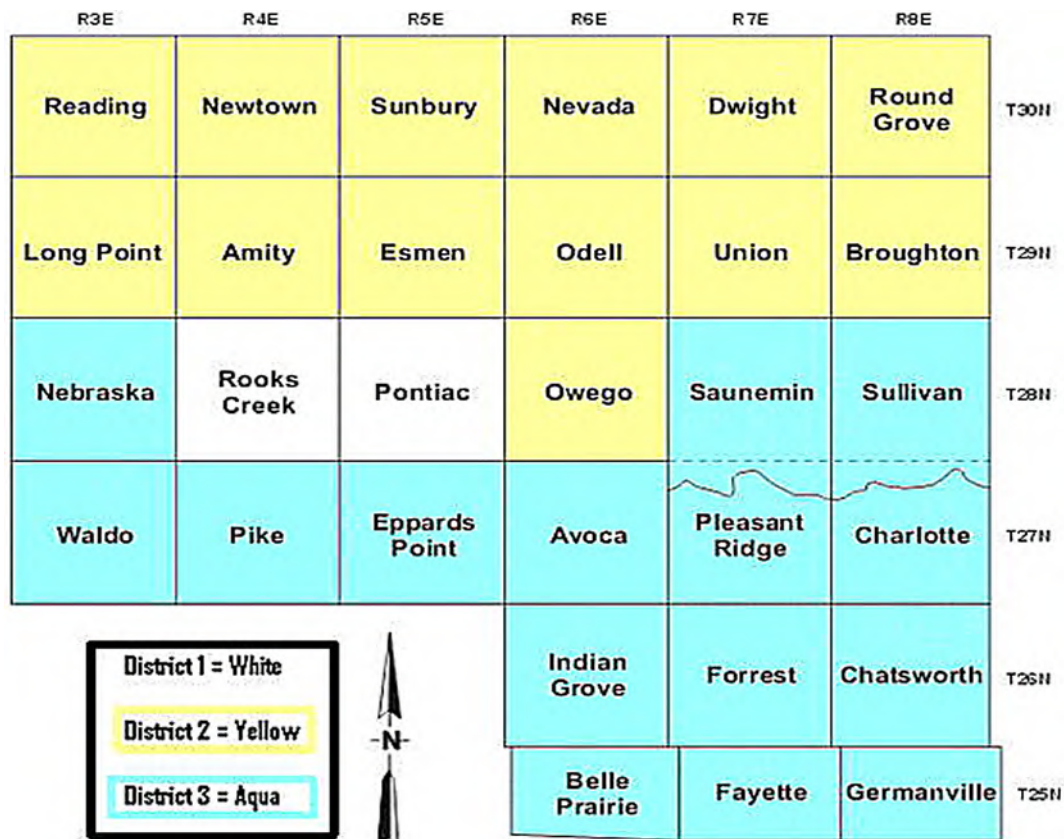 R3E R4E R5E R6E R7E R8E
Reading Newtown Sunbury Nevada Dwight Round Grove T30N
Long Point Amity Esmen Odell Union Broughton T29N
Nebraska Rooks Creek Pontiac Owego Saunemin Sullivan T28N
Waldo Pike Eppards Point Avoca Pleasant Ridge Charlotte T27N
Indian Grove Forrest Chatsworth T26N
Belle Prairie Fayette Germanville T25N
District 1 = White
District 2 = Yellow
District 3 = Aqua
N